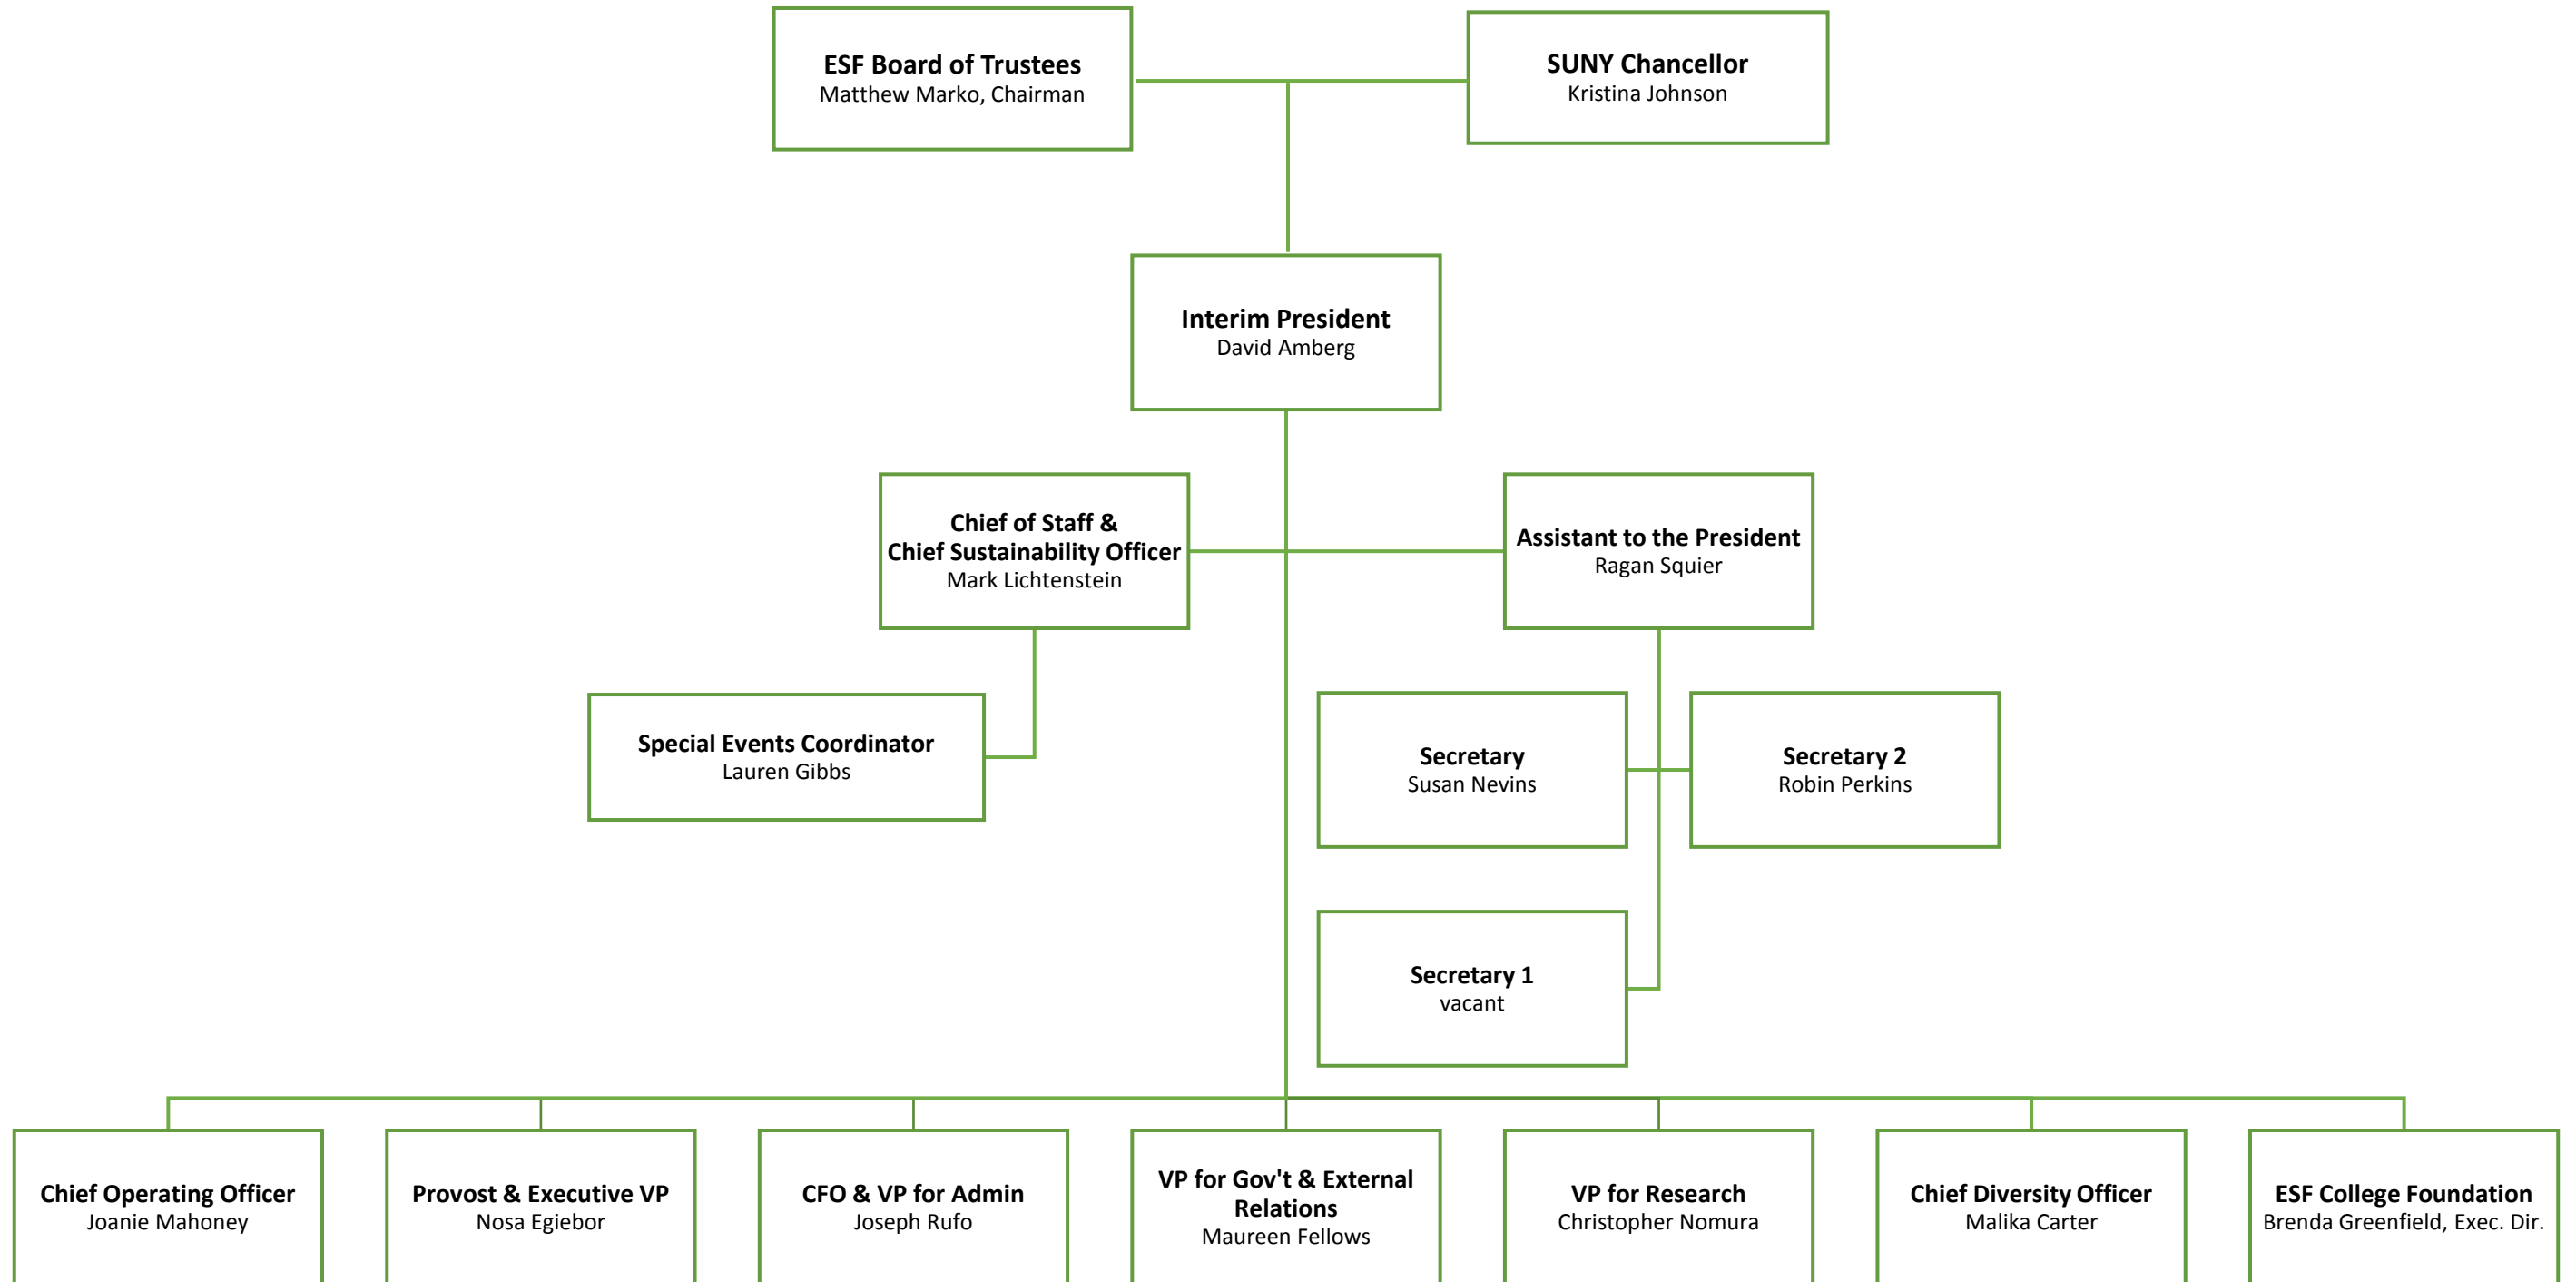 ESF Board of Trustees
Matthew Marko, Chairman
SUNY Chancellor
Kristina Johnson
Interim President
David Amberg
Chief of Staff &
Chief Sustainability Officer
Mark Lichtenstein
Assistant to the President
Ragan Squier
Special Events Coordinator
Lauren Gibbs
Secretary
Susan Nevins
Secretary 2
Robin Perkins
Secretary 1
vacant
Chief Operating Officer
Joanie Mahoney
Provost & Executive VP
Nosa Egiebor
CFO & VP for Admin
Joseph Rufo
VP for Gov't & External
Relations
Maureen Fellows
VP for Research
Christopher Nomura
Chief Diversity Officer
Malika Carter
ESF College Foundation
Brenda Greenfield, Exec. Dir.